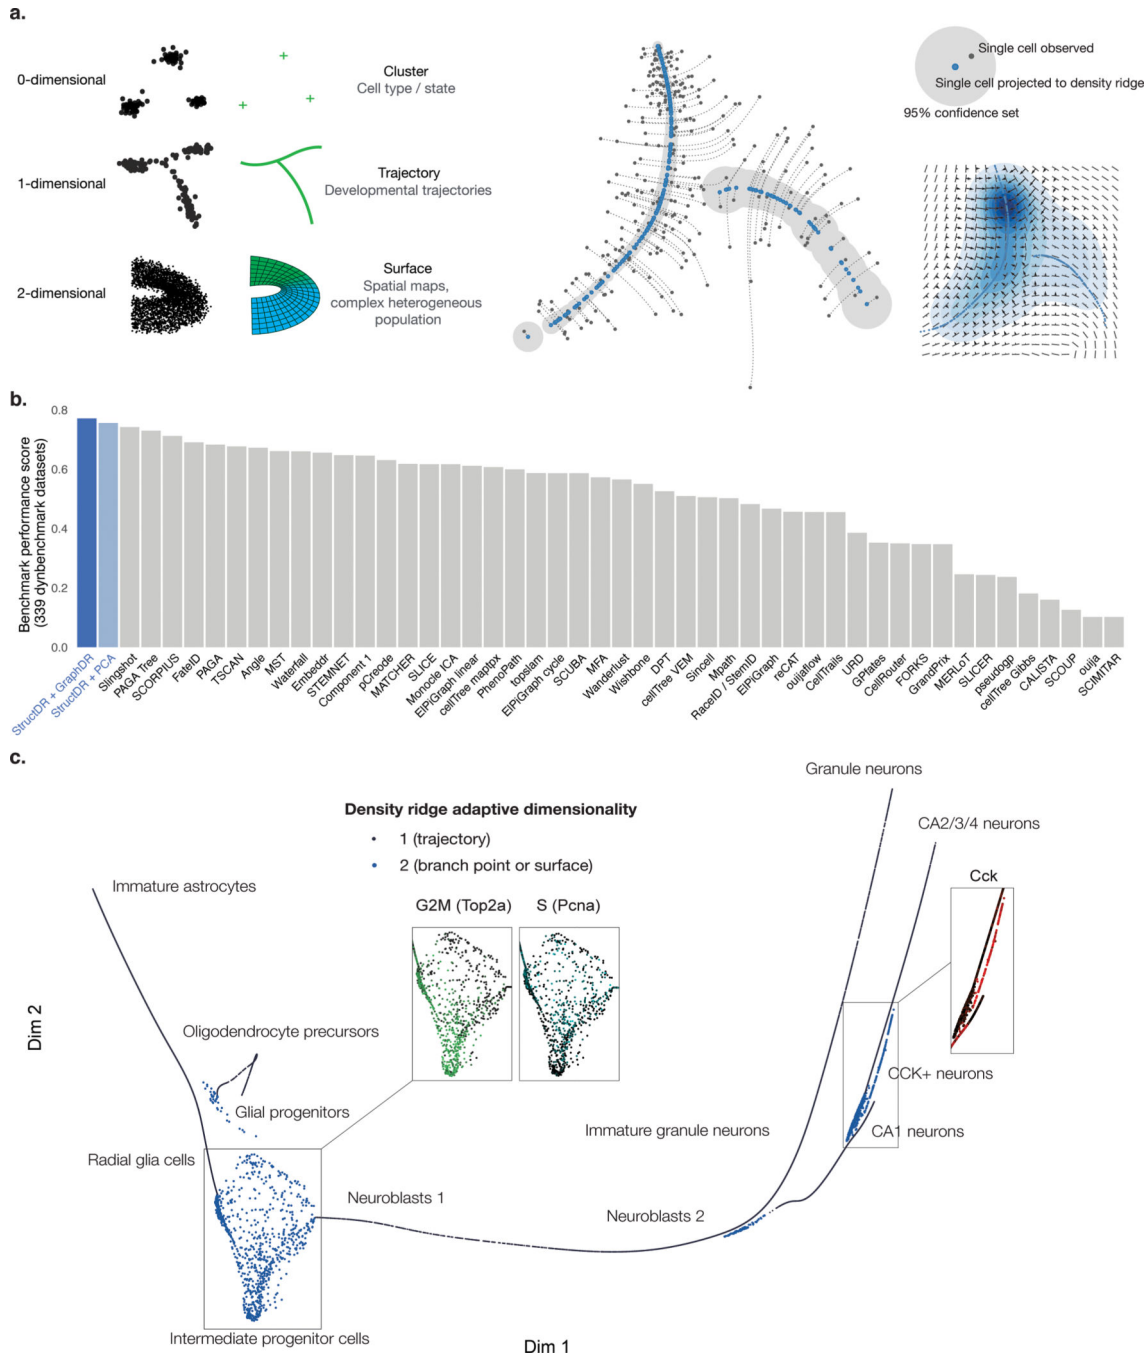 a.
0-dimensional
Cluster
Cell type / state
1-dimensional
Trajectory
Developmental trajectories
2-dimensional
Surface
Spatial maps,
complex heterogeneous
population
Single cell observed
Single cell projected to density ridge
95% confidence set
b.
Benchmark performance score
(339 dynbenchmark datasets)
0.8
0.6
0.4
0.2
0.0
StructDR + GraphDR
StructDR + PCA
Slingshot
PAGA Tree
SCORPIUS
FateID
PAGA
TSCAN
Angle
MST
Waterfall
Embeddr
STEMNET
Component 1
pCreode
MATCHER
SLICE
Monocle ICA
ElPiGraph linear
cellTree maptpx
PhenoPath
topslam
ElPiGraph cycle
SCUBA
MFA
Wanderlust
Wishbone
DPT
cellTree VEM
Sincell
Mpath
RaceID / StemID
ElPiGraph
reCAT
ouijaflow
CellTrails
URD
GPfates
CellRouter
FORKS
GrandPrix
MERLoT
SLICER
pseudogp
cellTree Gibbs
CALISTA
SCOUP
ouija
SCIMITAR
c.
Density ridge adaptive dimensionality
1 (trajectory)
2 (branch point or surface)
G2M (Top2a)
S (Pcna)
Granule neurons
CA2/3/4 neurons
Cck
Immature astrocytes
Oligodendrocyte precursors
Glial progenitors
Radial glia cells
Neuroblasts 1
Neuroblasts 2
Immature granule neurons
CCK+ neurons
CA1 neurons
Intermediate progenitor cells
Dim 2
Dim 1